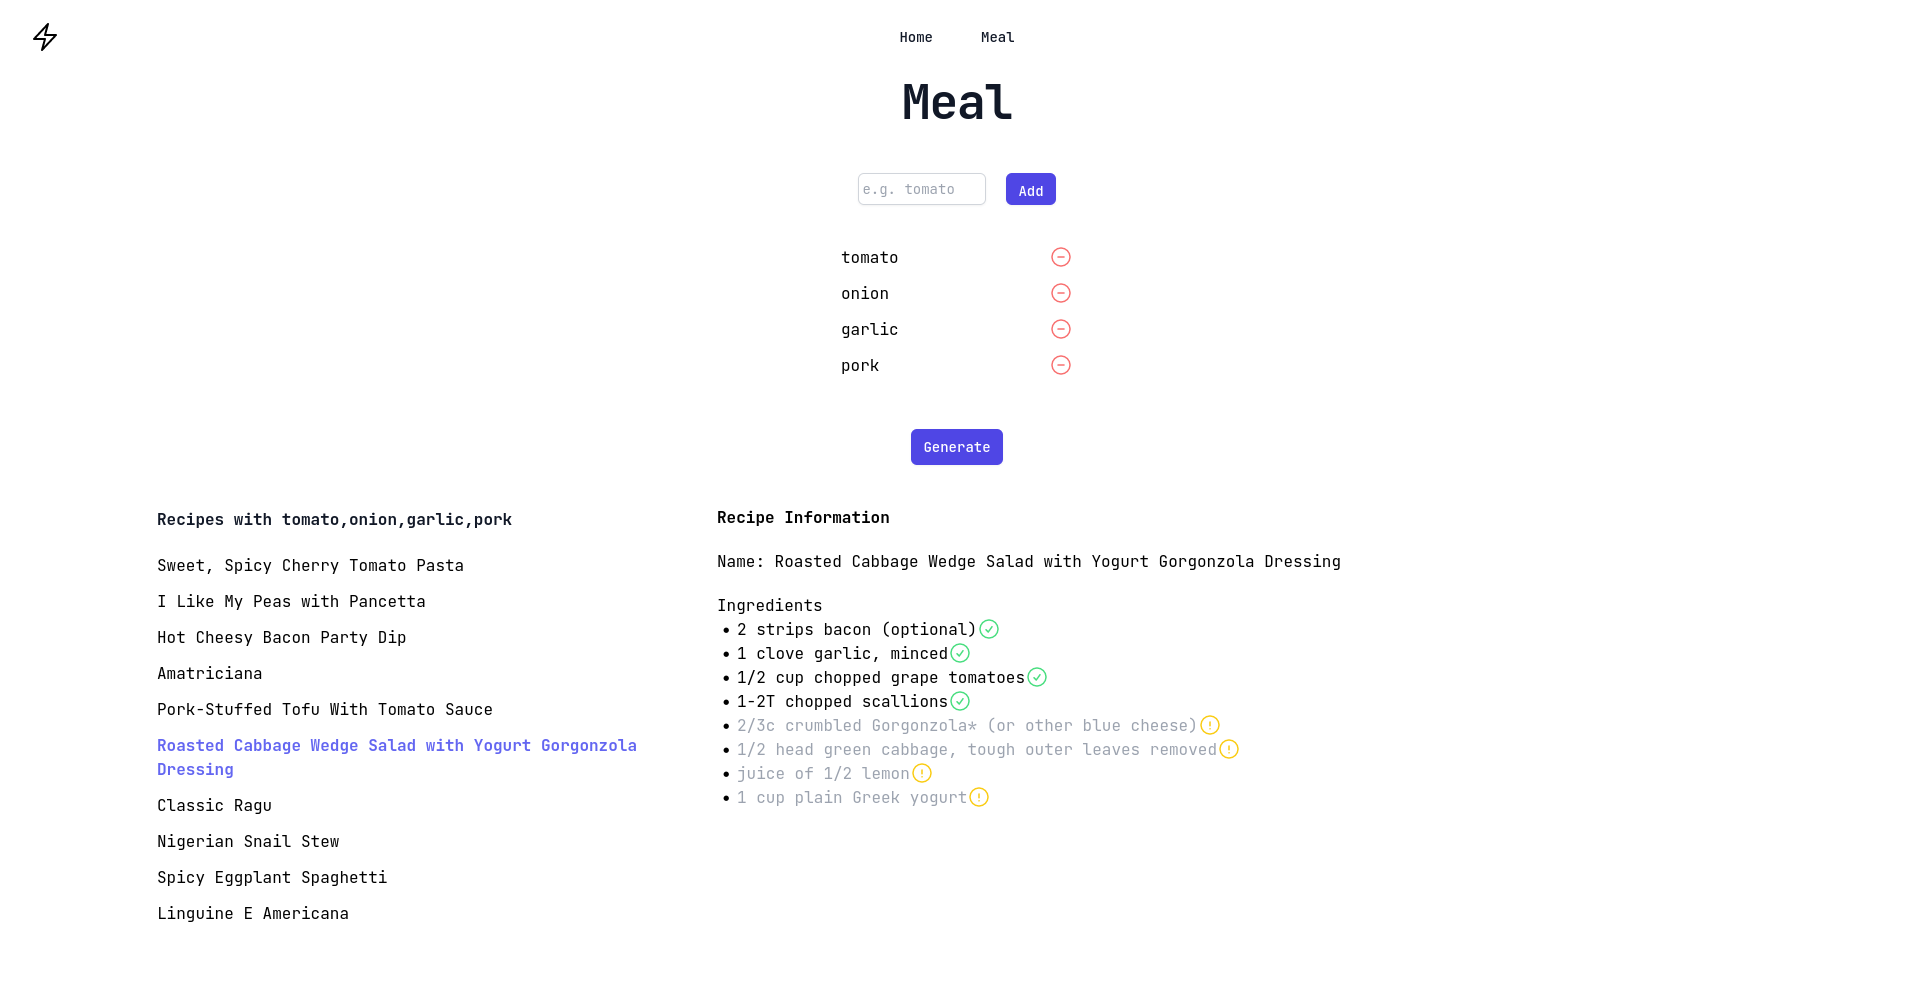 Home Meal
Meal
e.g. tomato Add
tomato
onion
garlic
pork
Generate
Recipes with tomato,onion,garlic,pork
Sweet, Spicy Cherry Tomato Pasta
I Like My Peas with Pancetta
Hot Cheesy Bacon Party Dip
Amatriciana
Pork-Stuffed Tofu With Tomato Sauce
Roasted Cabbage Wedge Salad with Yogurt Gorgonzola
Dressing
Classic Ragu
Nigerian Snail Stew
Spicy Eggplant Spaghetti
Linguine E Americana
Recipe Information
Name: Roasted Cabbage Wedge Salad with Yogurt Gorgonzola Dressing
Ingredients
• 2 strips bacon (optional)
• 1 clove garlic, minced
• 1/2 cup chopped grape tomatoes
• 1-2T chopped scallions
• 2/3c crumbled Gorgonzola* (or other blue cheese)
• 1/2 head green cabbage, tough outer leaves removed
• juice of 1/2 lemon
• 1 cup plain Greek yogurt